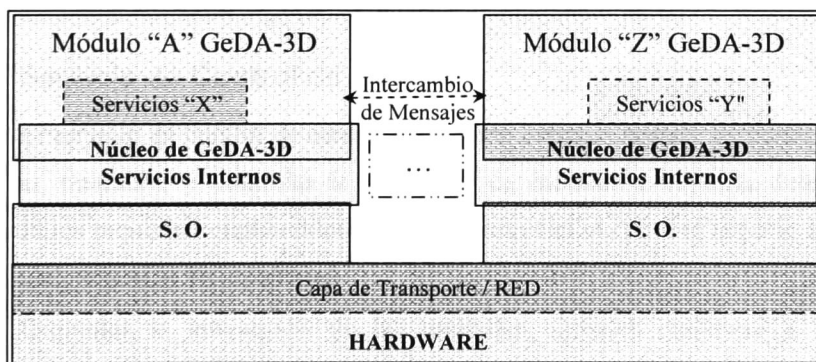 Módulo “A” GeDA-3D
Servicios “X”
Núcleo de GeDA-3D
Servicios Internos
S. O.
Intercambio
de Mensajes
...
Módulo “Z” GeDA-3D
Servicios “Y"
Núcleo de GeDA-3D
Servicios Internos
S. O.
Capa de Transporte / RED
HARDWARE